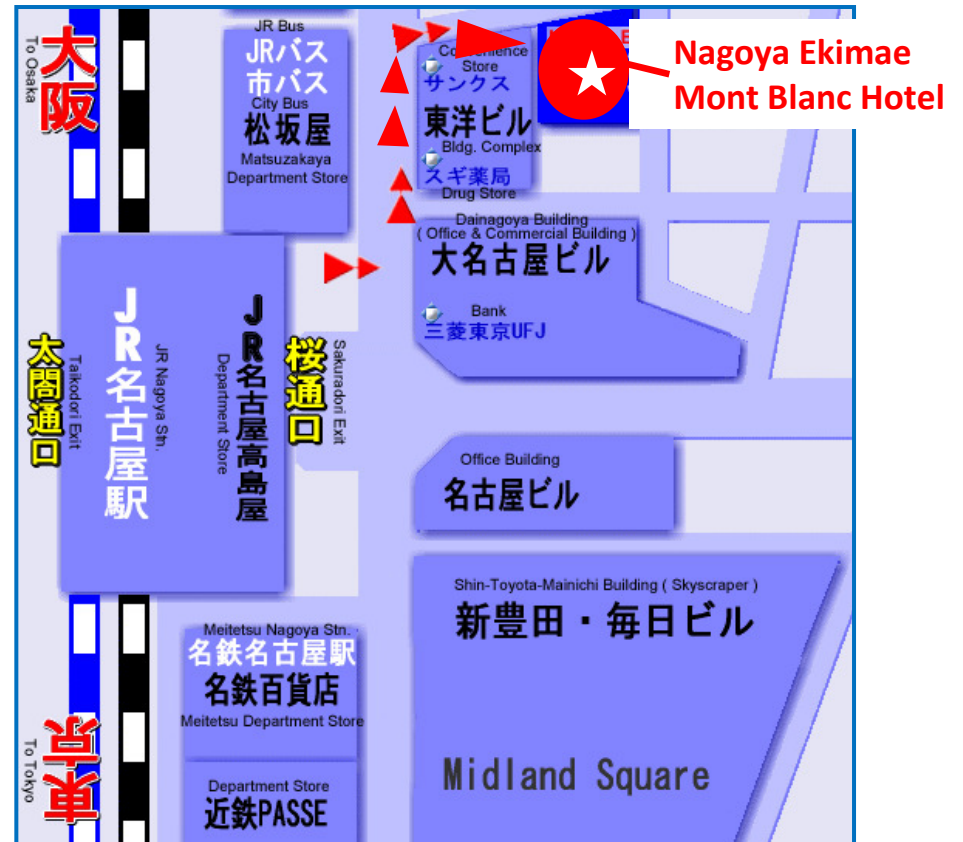 大阪
To Osaka
JR Bus
JRバス
市バス
City Bus
松坂屋
Matsuzakaya
Department Store
Store
サンクス
東洋ビル
Bldg. Complex
スギ薬局
Drug Store
Nagoya Ekimae
Mont Blanc Hotel
Dainagoya Building
( Office & Commercial Building )
大名古屋ビル
Bank
三菱東京UFJ
太閤通口
Taikodori Exit
JR名古屋駅
JR Nagoya Stn.
Department Store
JR名古屋高島屋
桜通口
Sakuradori Exit
Office Building
名古屋ビル
Shin-Toyota-Mainichi Building ( Skyscraper )
新豊田・毎日ビル
Midland Square
Meitetsu Nagoya Stn.
名鉄名古屋駅
名鉄百貨店
Meitetsu Department Store
Department Store
近鉄PASSE
東京
To Tokyo